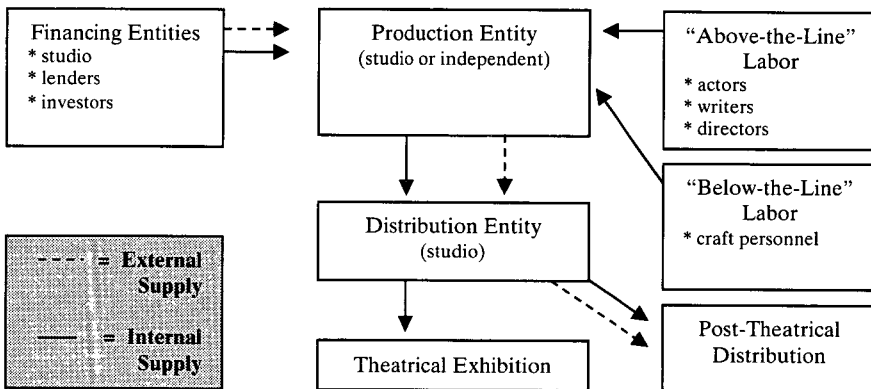 Financing Entities
* studio
* lenders
* investors
Production Entity
(studio or independent)
“Above-the-Line”
Labor
* actors
* writers
* directors
“Below-the-Line”
Labor
* craft personnel
Distribution Entity
(studio)
= External
Supply
= Internal
Supply
Theatrical Exhibition
Post-Theatrical
Distribution